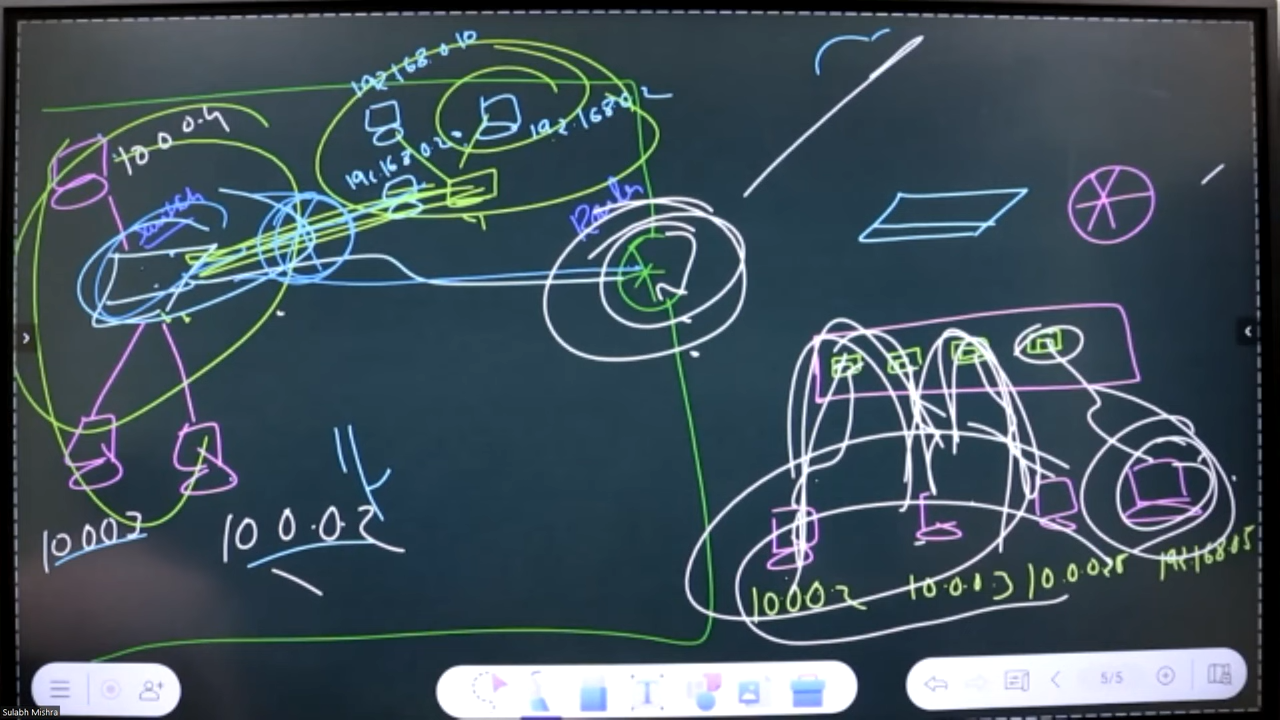 192.168.0.10
10 0 0.4
192.168.0.2
192.168.0.2
Switch
Router
10 0 0 2
10 0.0.2
10 0 0 2
10.0.0 3
10.0.0.25
192.168.0.5
5/5
Sulabh Mishra